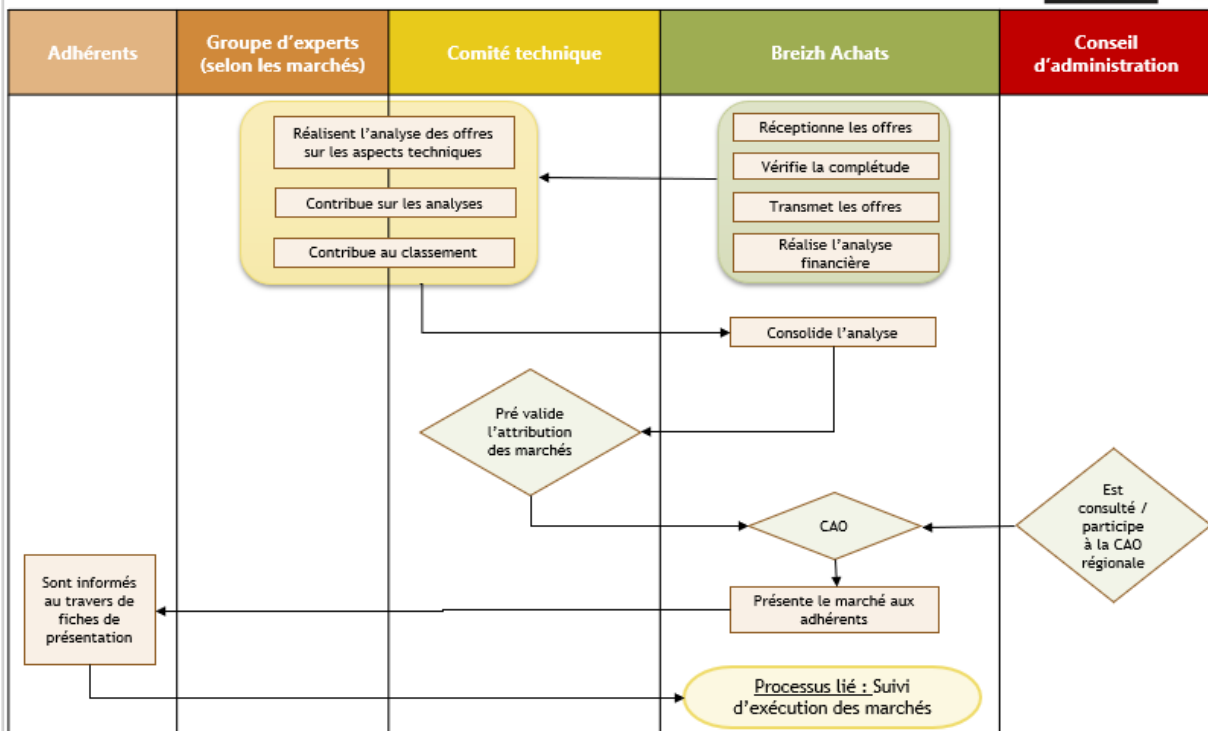 Adhérents
Groupe d'experts
(selon les marchés)
Comité technique
Breizh Achats
Conseil
d'administration
Réalisent l'analyse des offres
sur les aspects techniques
Contribue sur les analyses
Contribue au classement
Réceptionne les offres
Vérifie la complétude
Transmet les offres
Réalise l'analyse
financière
Consolide l'analyse
Pré valide
l'attribution
des marchés
CAO
Est
consulté /
participe
à la CAO
régionale
Présente le marché aux
adhérents
Sont informés
au travers de
fiches de
présentation
Processus lié : Suivi
d'exécution des marchés